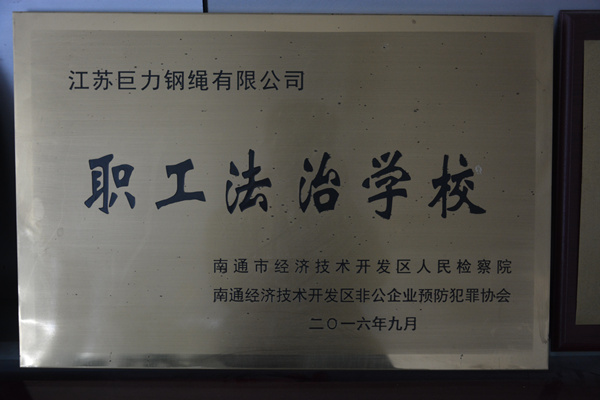 江苏巨力钢绳有限公司
职工法治学校
南通市经济技术开发区人民检察院
南通经济技术开发区非公企业预防犯罪协会
二〇一六年九月